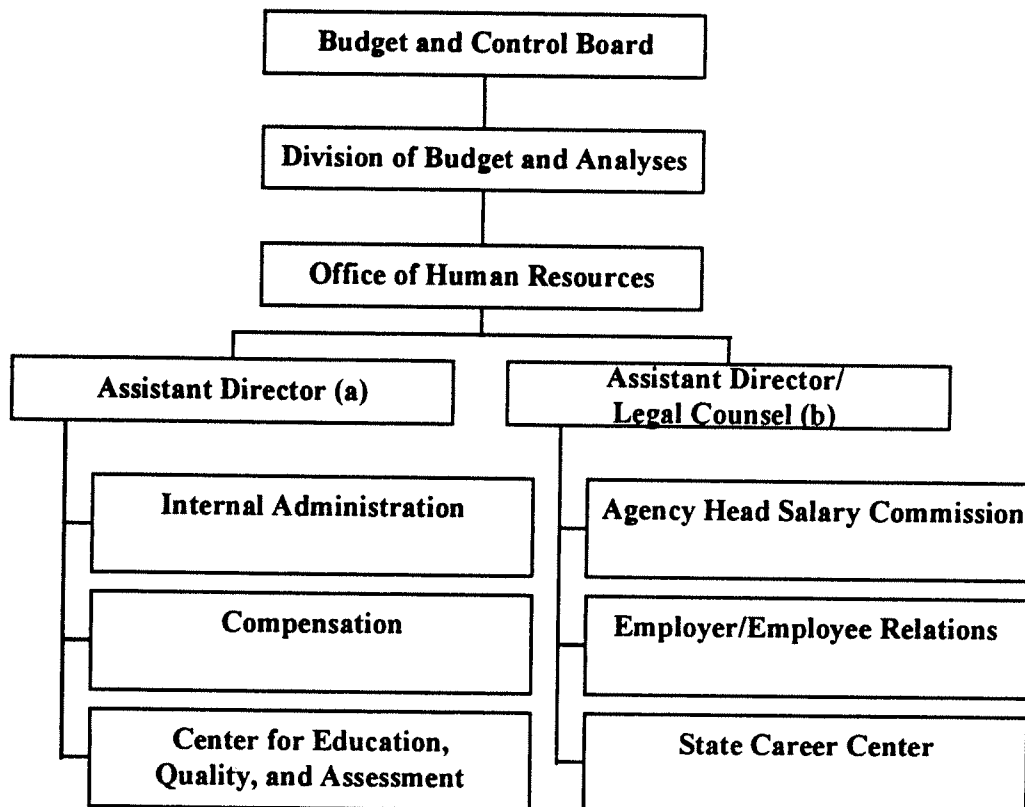 Budget and Control Board
Division of Budget and Analyses
Office of Human Resources
Assistant Director (a)
Assistant Director/
Legal Counsel (b)
Internal Administration
Agency Head Salary Commission
Compensation
Employer/Employee Relations
Center for Education,
Quality, and Assessment
State Career Center